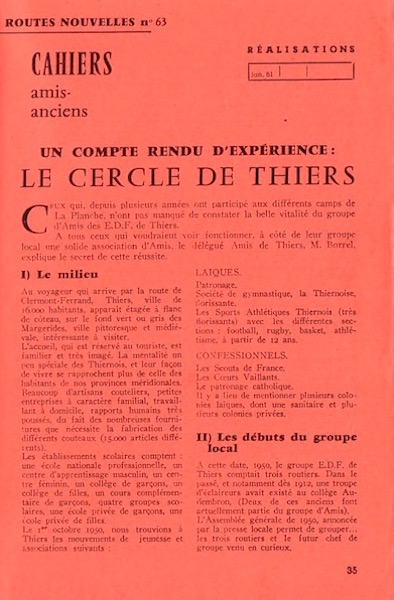 ROUTES NOUVELLES nº 63
RÉALISATIONS
Jan. 61
CAHIERS
amis-
anciens
UN COMPTE RENDU D'EXPÉRIENCE :
LE CERCLE DE THIERS
CEUX qui, depuis plusieurs années ont participé aux différents camps de
La Planche, n'ont pas manqué de constater la belle vitalité du groupe
d'Amis des E.D.F. de Thiers.
A tous ceux qui voudraient voir fonctionner, à côté de leur groupe
local une solide association d'Amis, le délégué Amis de Thiers, M. Borrel,
explique le secret de cette réussite.
I) Le milieu
Au voyageur qui arrive par la route de
Clermont-Ferrand, Thiers, ville de
16.000 habitants, apparait étagée à flanc
de côteau, sur le fond vert ou gris des
Margerides, ville pittoresque et médié-
vale, intéressante à visiter.
L'accueil, qui est réservé au touriste, est
familier et très imagé. La mentalité un
peu spéciale des Thiernois, et leur façon
de vivre se rapprochent plus de celle des
habitants de nos provinces méridionales.
Beaucoup d'artisans couteliers, petites
entreprises à caractère familial, travail-
lant à domicile, rapports humains très
poussés, du fait des nombreuses fourni-
tures que nécessite la fabrication des
différents couteaux (15.000 articles diffé-
rents).
Les établissements scolaires comptent :
une école nationale professionnelle, un
centre d'apprentissage masculin, un cen-
tre féminin, un collège de garçons, un
collège de filles, un cours complémen-
taire de garçons, quatre groupes sco-
laires, une école privée de garçons, une
école privée de filles.
Le 1er octobre 1950, nous trouvions à
Thiers les mouvements de jeunesse et
associations suivants :
LAIQUES.
Patronage.
Société de gymnastique, la Thiernoise,
florissante.
Les Sports Athlétiques Thiernois (très
florissants) avec les différentes sec-
tions : football, rugby, basket, athlé-
tisme, à partir de 12 ans.
CONFESSIONNELS.
Les Scouts de France.
Les Cœurs Vaillants.
Le patronage catholique.
Il y a lieu de mentionner plusieurs colo-
nies laïques, dont une sanitaire et plu-
sieurs colonies privées.
II) Les débuts du groupe
local
A cette date, 1950, le groupe E.D.F. de
Thiers comptait trois routiers. Dans le
passé, et notamment dès 1912, une troupe
d'éclaireurs avait existé au collège Au-
dembron, (Deux de ces anciens font
actuellement partie du groupe d'Amis).
L'Assemblée générale de 1950, annoncée
par la presse locale permet de grouper...
les trois routiers et le futur chef de
groupe venu en curieux.
35